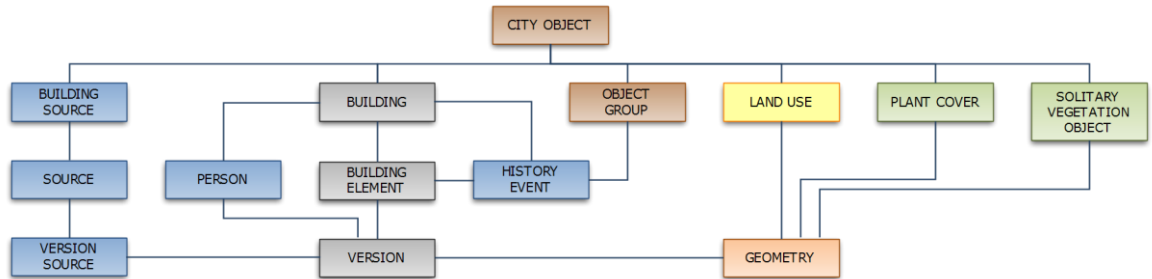 CITY OBJECT
BUILDING
SOURCE
BUILDING
OBJECT
GROUP
LAND USE
PLANT COVER
SOLITARY
VEGETATION
OBJECT
SOURCE
PERSON
BUILDING
ELEMENT
HISTORY
EVENT
VERSION
SOURCE
VERSION
GEOMETRY